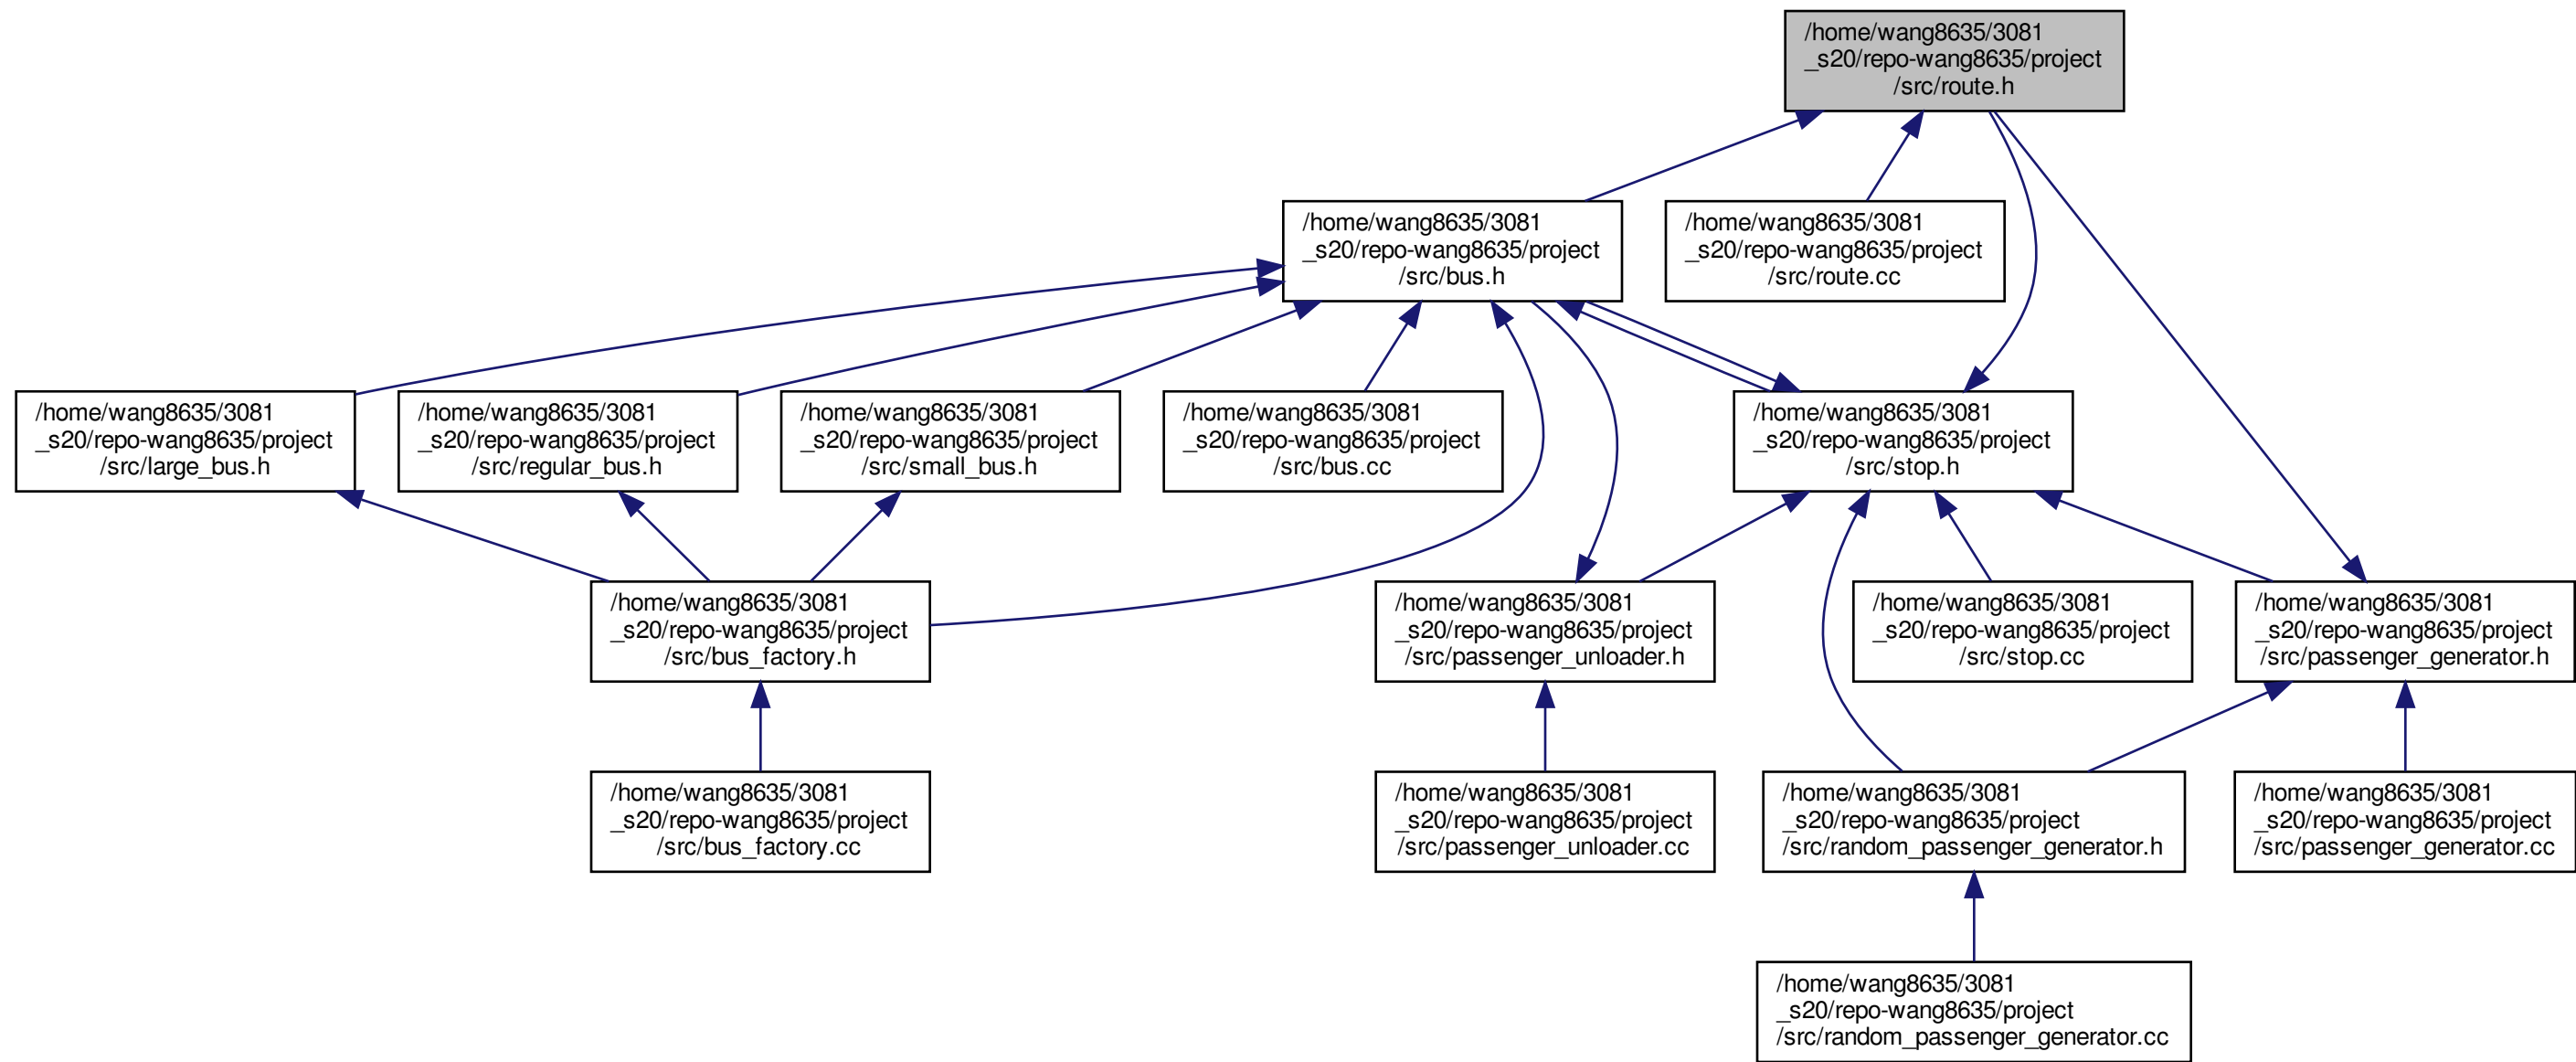 /home/wang8635/3081
_s20/repo-wang8635/project
/src/route.h
/home/wang8635/3081
_s20/repo-wang8635/project
/src/bus.h
/home/wang8635/3081
_s20/repo-wang8635/project
/src/route.cc
/home/wang8635/3081
_s20/repo-wang8635/project
/src/large_bus.h
/home/wang8635/3081
_s20/repo-wang8635/project
/src/regular_bus.h
/home/wang8635/3081
_s20/repo-wang8635/project
/src/small_bus.h
/home/wang8635/3081
_s20/repo-wang8635/project
/src/bus.cc
/home/wang8635/3081
_s20/repo-wang8635/project
/src/stop.h
/home/wang8635/3081
_s20/repo-wang8635/project
/src/bus_factory.h
/home/wang8635/3081
_s20/repo-wang8635/project
/src/passenger_unloader.h
/home/wang8635/3081
_s20/repo-wang8635/project
/src/stop.cc
/home/wang8635/3081
_s20/repo-wang8635/project
/src/passenger_generator.h
/home/wang8635/3081
_s20/repo-wang8635/project
/src/bus_factory.cc
/home/wang8635/3081
_s20/repo-wang8635/project
/src/passenger_unloader.cc
/home/wang8635/3081
_s20/repo-wang8635/project
/src/random_passenger_generator.h
/home/wang8635/3081
_s20/repo-wang8635/project
/src/passenger_generator.cc
/home/wang8635/3081
_s20/repo-wang8635/project
/src/random_passenger_generator.cc